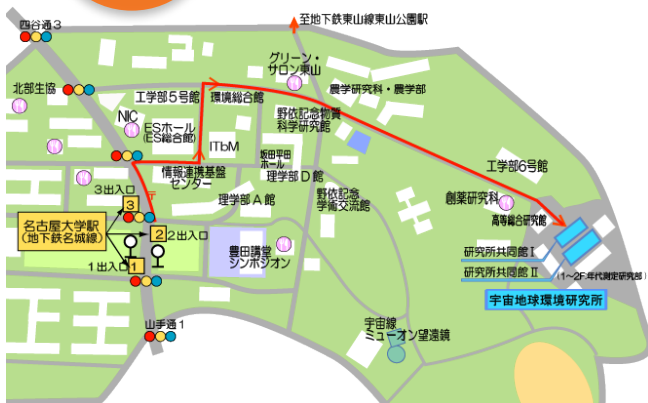 四谷通3
至地下鉄東山線東山公園駅
グリーン・
サロン東山
北部生協
工学部5号館
環境総合館
農学研究科・農学部
NIC
ESホール
(ES総合館)
野依記念物質
科学研究館
ITbM
坂田平田
ホール
情報連携基盤
センター
理学部D館
工学部6号館
3出入口
3
〒
理学部A館
野依記念
学術交流館
創薬研究科
高等総合研究館
名古屋大学駅
(地下鉄名城線)
2
2出入口
豊田講堂
シンポジオン
研究所共同館Ⅰ
1出入口
1
研究所共同館Ⅱ
(1~2F:年代測定研究部)
宇宙地球環境研究所
山手通1
宇宙線
ミューオン望遠鏡